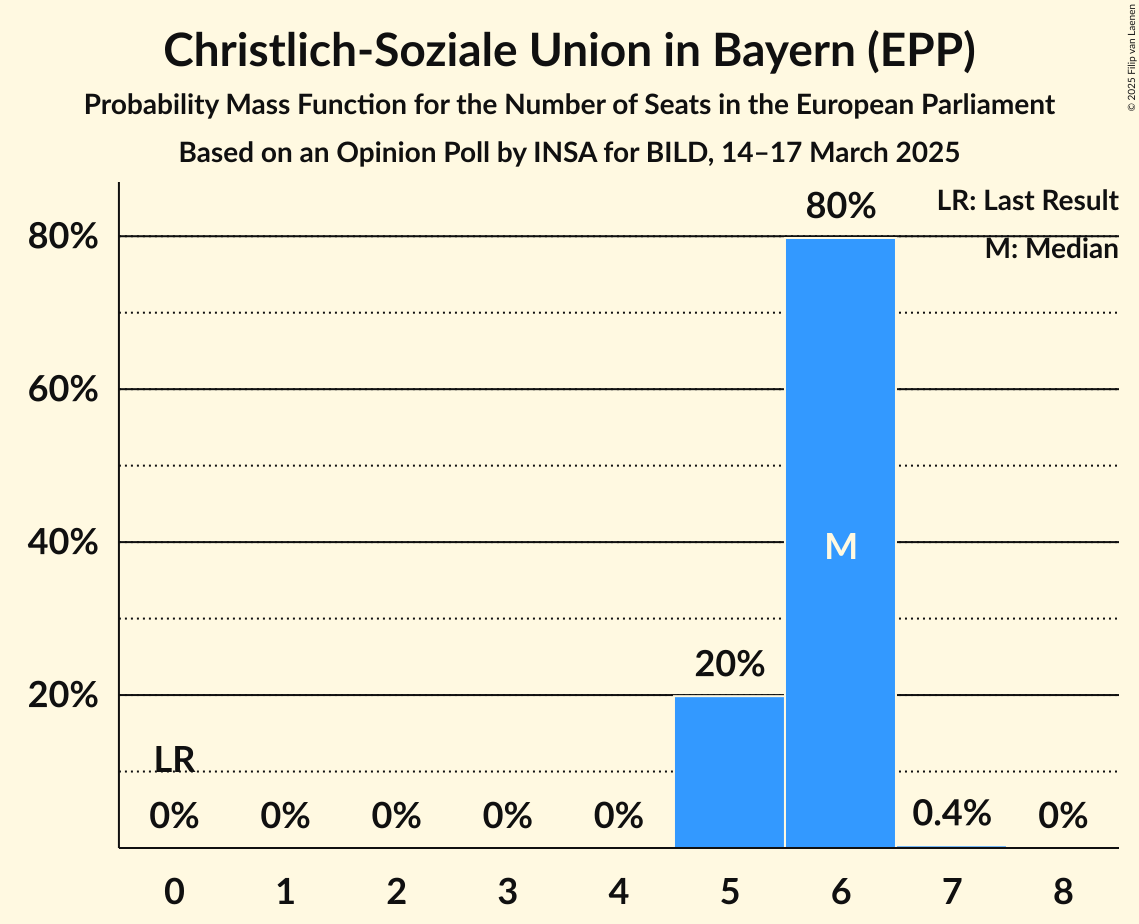 Christlich-Soziale Union in Bayern (EPP)
Probability Mass Function for the Number of Seats in the European Parliament
Based on an Opinion Poll by INSA for BILD, 14–17 March 2025
© 2025 Filip van Laenen
LR: Last Result
M: Median
80%
60%
40%
20%
LR
0%
0%
0%
0%
0%
20%
80%
M
0.4%
0%
0 1 2 3 4 5 6 7 8